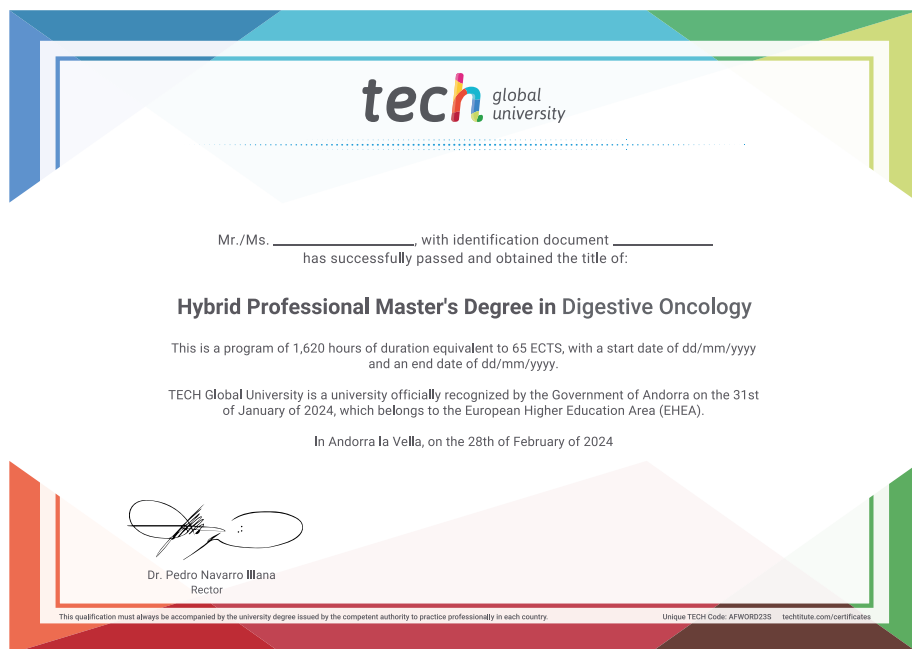 tech global
university
Mr./Ms. ____________, with identification document ____________
has successfully passed and obtained the title of:
Hybrid Professional Master's Degree in Digestive Oncology
This is a program of 1,620 hours of duration equivalent to 65 ECTS, with a start date of dd/mm/yyyy
and an end date of dd/mm/yyyy.
TECH Global University is a university officially recognized by the Government of Andorra on the 31st
of January of 2024, which belongs to the European Higher Education Area (EHEA).
In Andorra la Vella, on the 28th of February of 2024
Dr. Pedro Navarro Illana
Rector
This qualification must always be accompanied by the university degree issued by the competent authority to practice professionally in each country.
Unique TECH Code: AFWORD23S techtitute.com/certificates